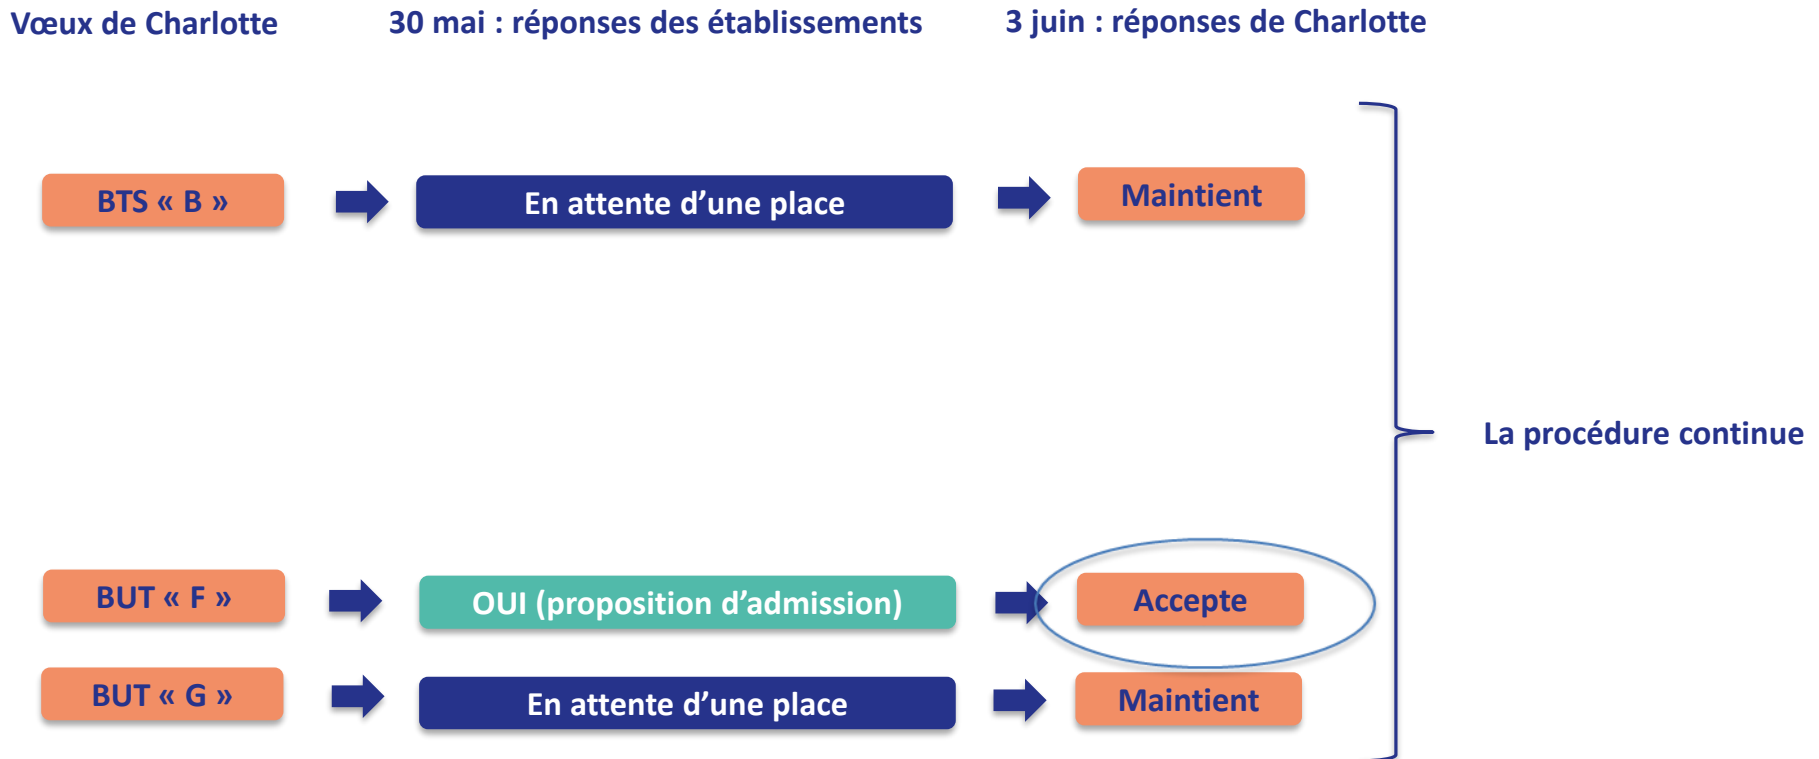 Vœux de Charlotte
30 mai : réponses des établissements
3 juin : réponses de Charlotte
BTS « B »
En attente d’une place
Maintient
La procédure continue
BUT « F »
OUI (proposition d’admission)
Accepte
BUT « G »
En attente d’une place
Maintient